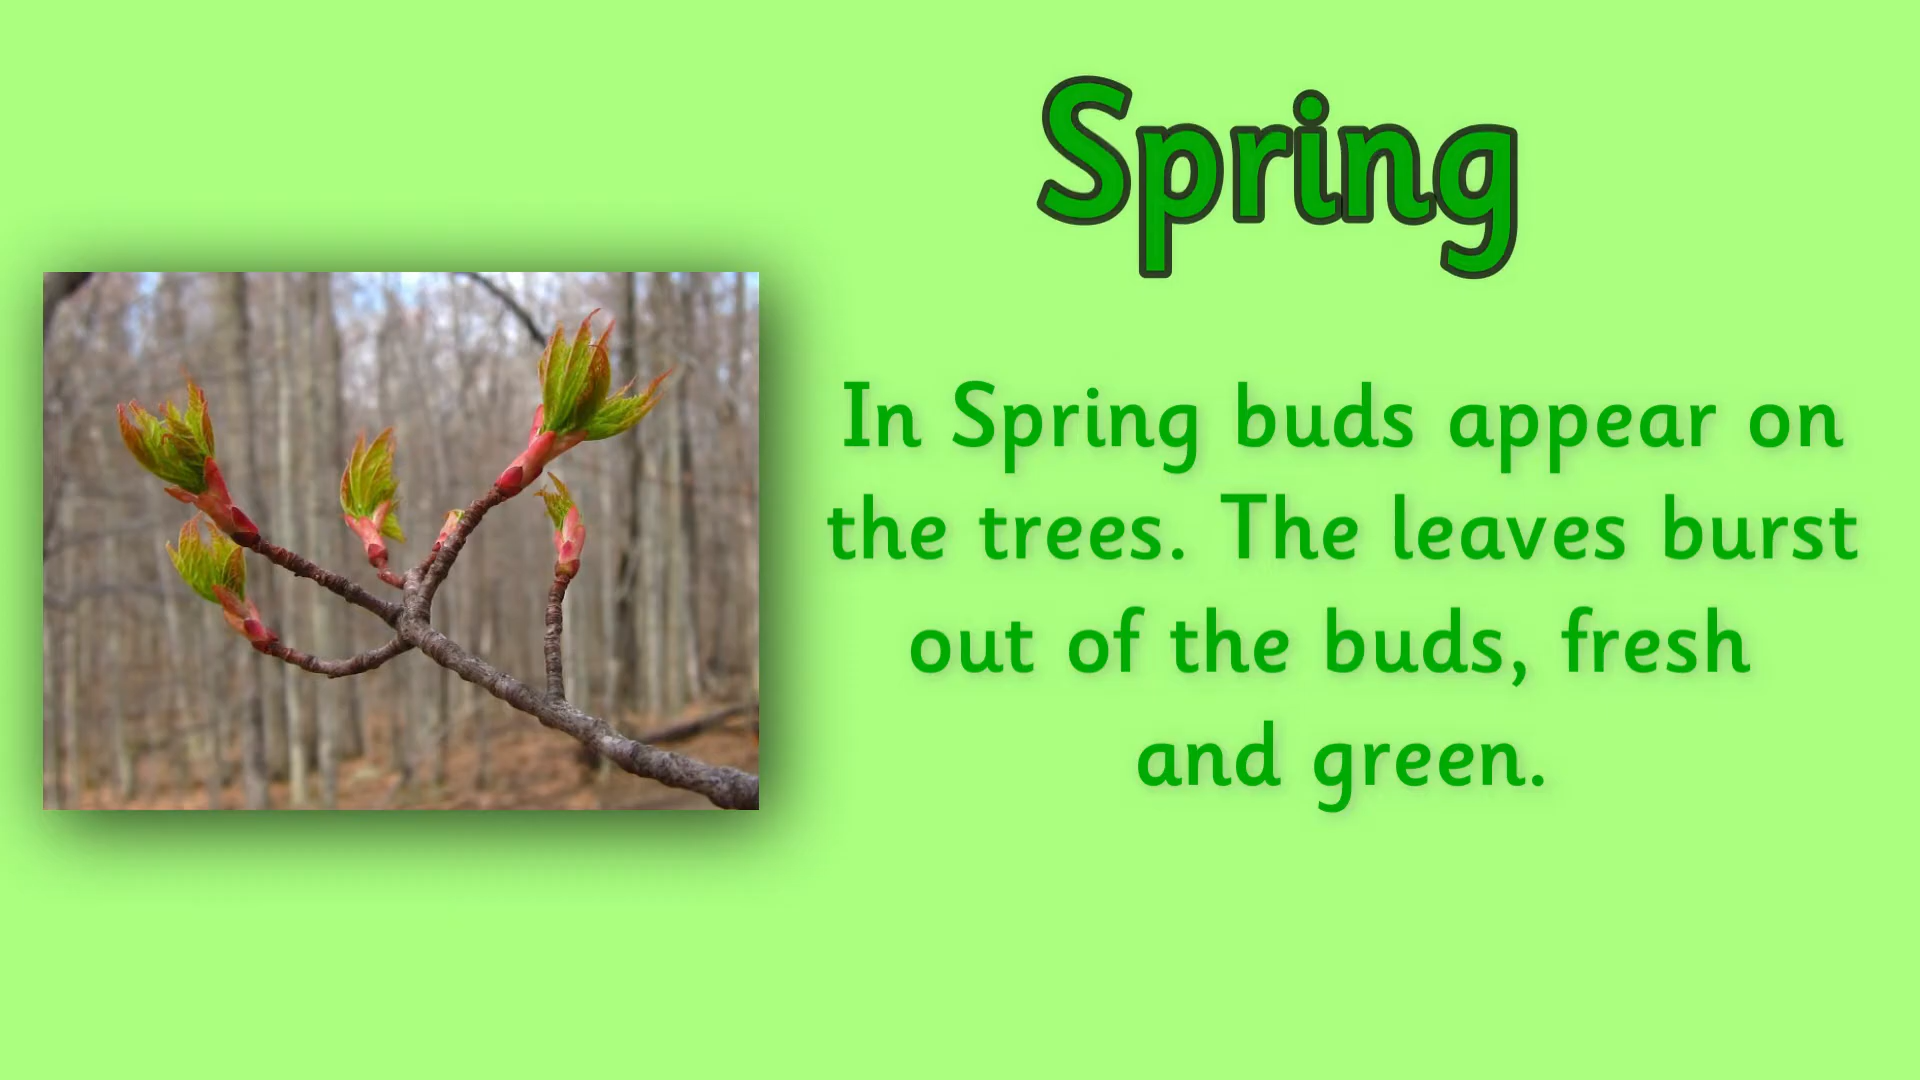 Spring
In Spring buds appear on
the trees. The leaves burst
out of the buds, fresh
and green.